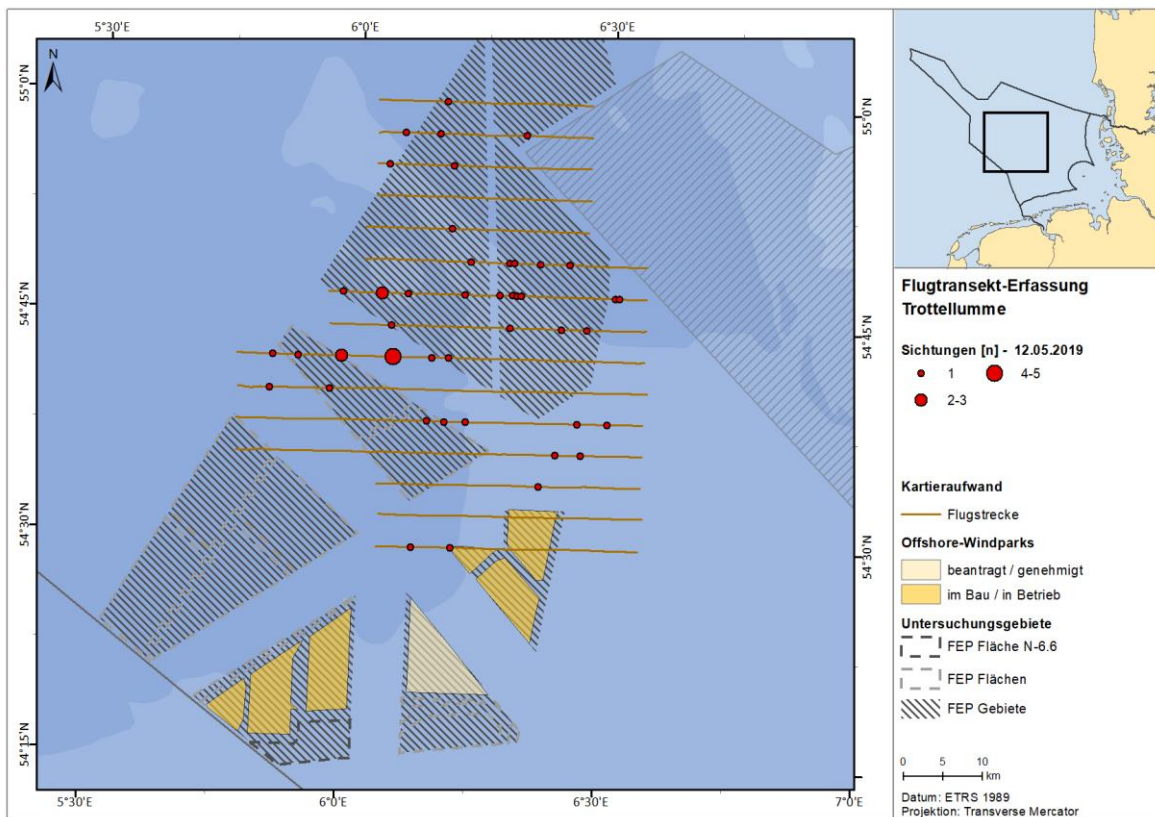 5°30'E
6°0'E
6°30'E
N
55°0'N
54°45'N
54°30'N
54°15'N
55°0'N
54°45'N
54°30'N
5°30'E
6°0'E
6°30'E
7°0'E
Flugtransekt-Erfassung
Trottellumme
Sichtungen [n] - 12.05.2019
1
4-5
2-3
Kartieraufwand
Flugstrecke
Offshore-Windparks
beantragt / genehmigt
im Bau / in Betrieb
Untersuchungsgebiete
FEP Fläche N-6.6
FEP Flächen
FEP Gebiete
0 5 10
km
Datum: ETRS 1989
Projektion: Transverse Mercator